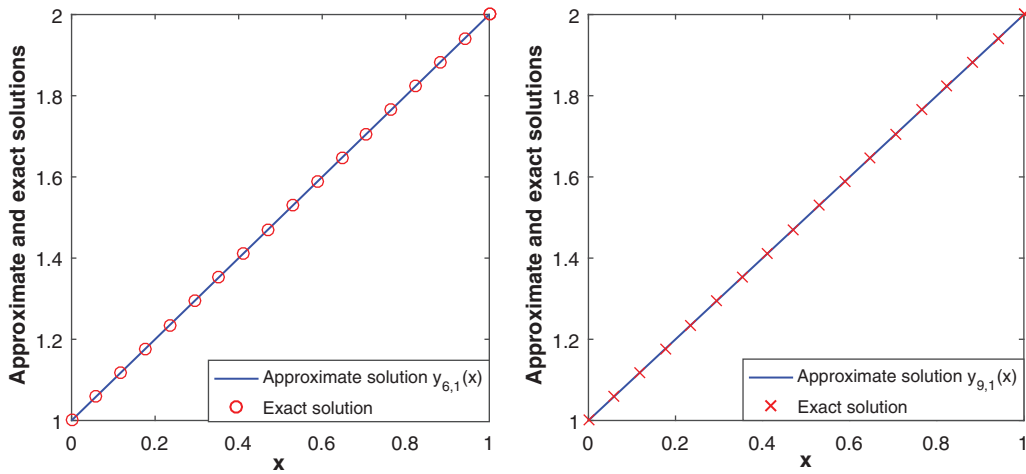 Approximate and exact solutions
2
1.8
1.6
1.4
1.2
1
0 0.2 0.4 0.6 0.8 1
x
Approximate solution y6,1(x)
Exact solution
Approximate and exact solutions
2
1.8
1.6
1.4
1.2
1
0 0.2 0.4 0.6 0.8 1
x
Approximate solution y9,1(x)
Exact solution